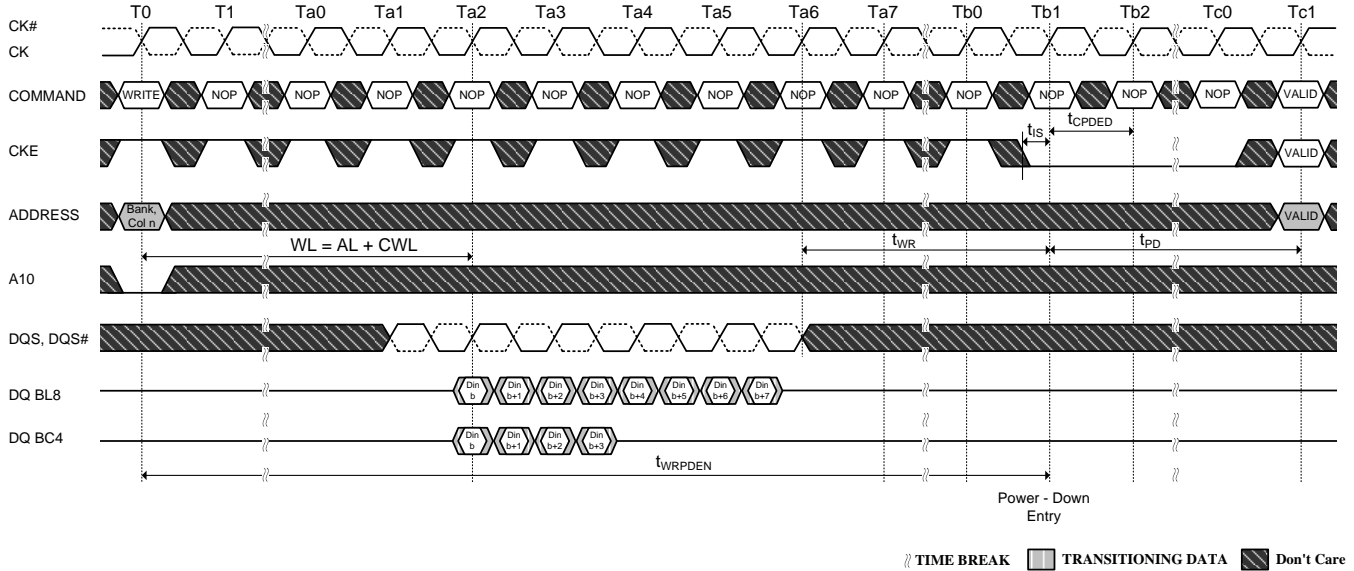 T0 T1 Ta0 Ta1 Ta2 Ta3 Ta4 Ta5 Ta6 Ta7 Tb0 Tb1 Tb2 Tc0 Tc1
CK#
CK
COMMAND WRITE NOP NOP NOP NOP NOP NOP NOP NOP NOP NOP NOP NOP NOP VALID
tIS tCPDED
CKE VALID
ADDRESS Bank, Col n VALID
WL = AL + CWL tWR tPD
A10
DQS, DQS#
DQ BL8 Din b Din b+1 Din b+2 Din b+3 Din b+4 Din b+5 Din b+6 Din b+7
DQ BC4 Din b Din b+1 Din b+2 Din b+3
tWRPDEN
Power - Down
Entry
TIME BREAK TRANSITIONING DATA Don't Care